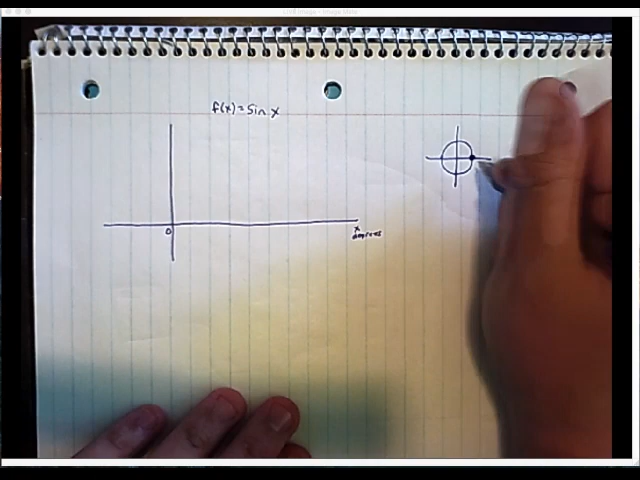 f(x) = sin x
0
x
degrees